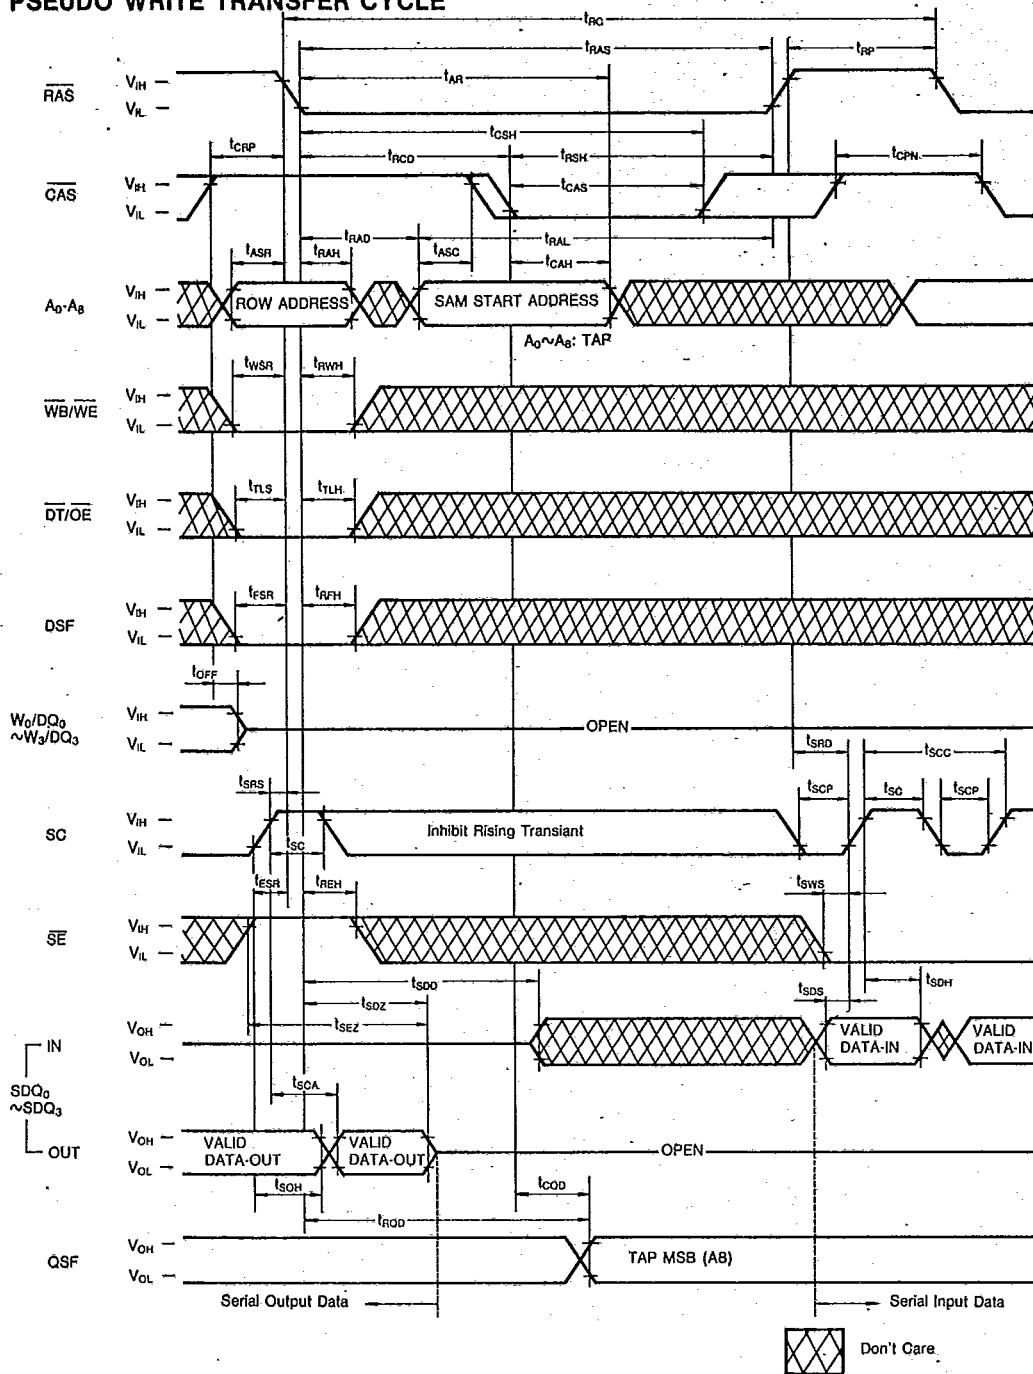 PSEUDO WRITE TRANSFER CYCLE
tRC
tRAS
tRP
tAR
RAS
VIH
VIL
tCSH
tCRP
tRCD
tRSH
tCPN
tCAS
CAS
VIH
VIL
tRAD
tRAL
tASR
tRAH
tASC
tCAH
A0-A8
VIH
VIL
ROW ADDRESS
SAM START ADDRESS
A0~A8: TAP
tWSR
tRWH
WB/WE
VIH
VIL
tTLS
tTLH
DT/OE
VIH
VIL
tFSR
tRFH
DSF
VIH
VIL
tOFF
W0/DQ0
~W3/DQ3
VIH
VIL
OPEN
tSRD
tSCC
tSRS
tSCP
tSC
tSCP
SC
VIH
VIL
tSC
Inhibit Rising Transiant
tESR
tREH
tSWS
SE
VIH
VIL
tSDD
tSDZ
tSEZ
tSDS
tSDH
IN
VOH
VOL
VALID
DATA-IN
VALID
DATA-IN
SDQ0
~SDQ3
tSCA
OUT
VOH
VOL
VALID
DATA-OUT
VALID
DATA-OUT
OPEN
tSOH
tCQD
tRQD
QSF
VOH
VOL
TAP MSB (A8)
Serial Output Data
Serial Input Data
Don't Care